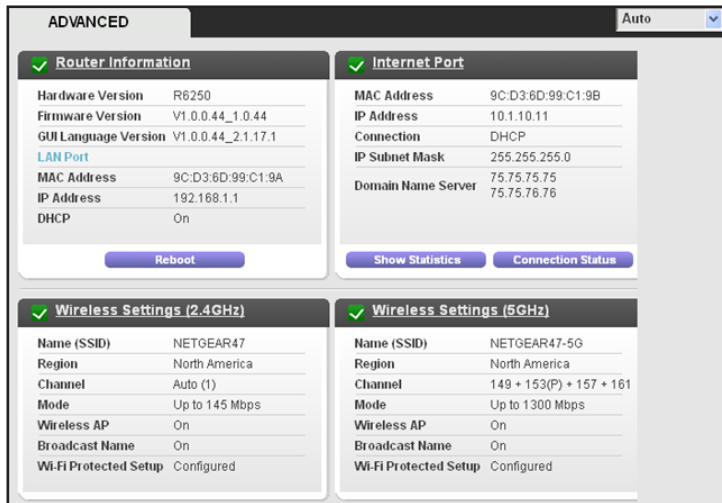 ADVANCED
Auto
Router Information
Hardware Version R6250
Firmware Version V1.0.0.44_1.0.44
GUI Language Version V1.0.0.44_2.1.17.1
LAN Port
MAC Address 9C:D3:6D:99:C1:9A
IP Address 192.168.1.1
DHCP On
Reboot
Internet Port
MAC Address 9C:D3:6D:99:C1:9B
IP Address 10.1.10.11
Connection DHCP
IP Subnet Mask 255.255.255.0
Domain Name Server 75.75.75.75
75.75.76.76
Show Statistics Connection Status
Wireless Settings (2.4GHz)
Name (SSID) NETGEAR47
Region North America
Channel Auto (1)
Mode Up to 145 Mbps
Wireless AP On
Broadcast Name On
Wi-Fi Protected Setup Configured
Wireless Settings (5GHz)
Name (SSID) NETGEAR47-5G
Region North America
Channel 149 + 153(P) + 157 + 161
Mode Up to 1300 Mbps
Wireless AP On
Broadcast Name On
Wi-Fi Protected Setup Configured